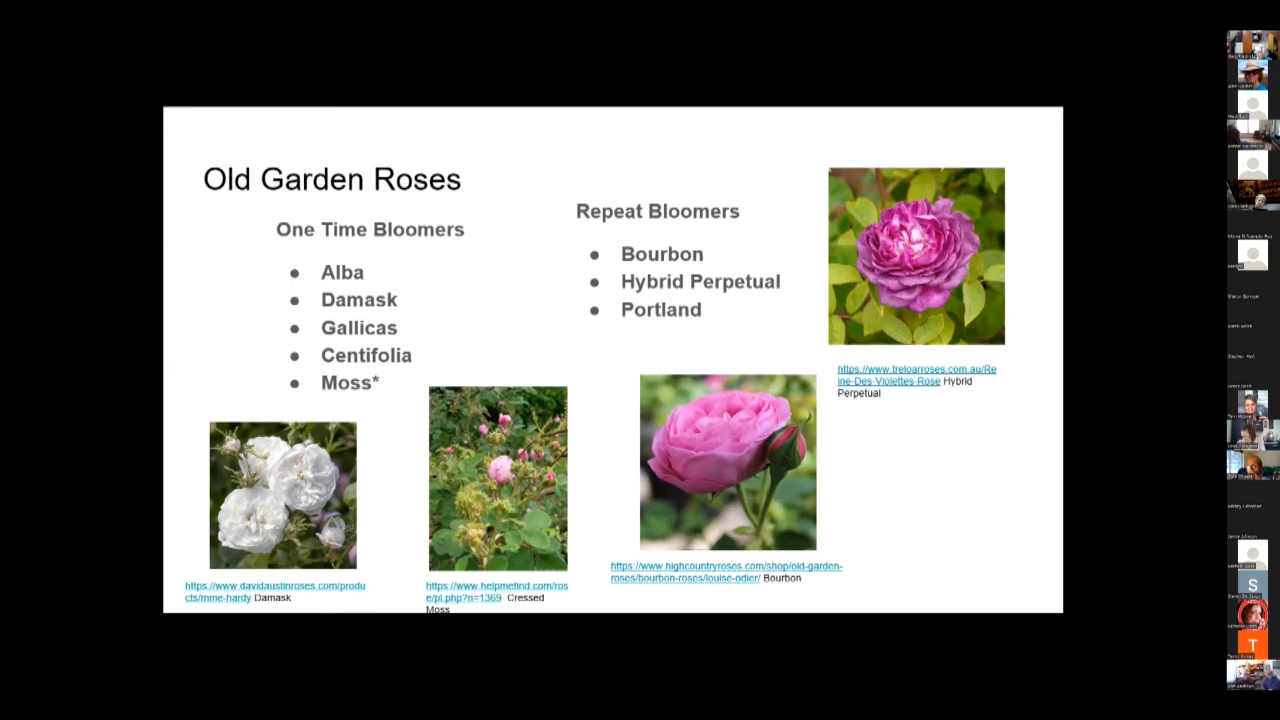 Old Garden Roses
One Time Bloomers
● Alba
● Damask
● Gallicas
● Centifolia
● Moss*
Repeat Bloomers
● Bourbon
● Hybrid Perpetual
● Portland
https://www.treloarroses.com.au/Re
ine-Des-Violettes-Rose Hybrid
Perpetual
https://www.davidaustinroses.com/produ
cts/mme-hardy Damask
https://www.helpmefind.com/ros
e/pl.php?n=1369 Cressed
Moss
https://www.highcountryroses.com/shop/old-garden-
roses/bourbon-roses/louise-odier/ Bourbon
S
T